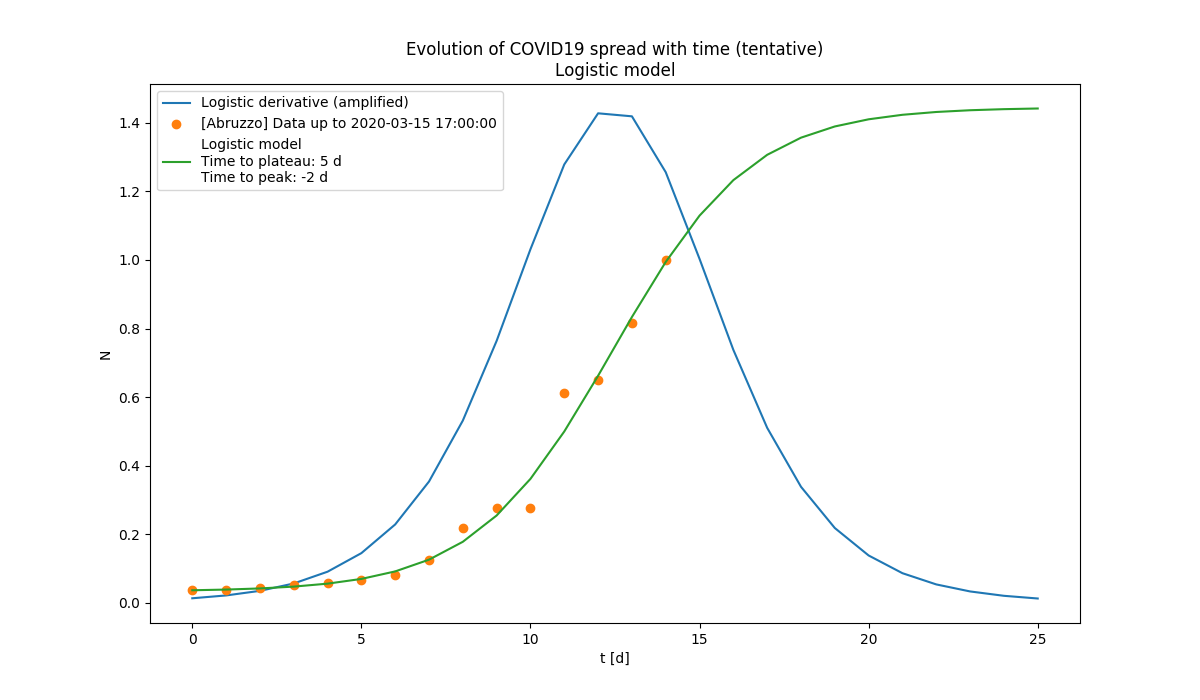 Evolution of COVID19 spread with time (tentative)
Logistic model
Logistic derivative (amplified)
[Abruzzo] Data up to 2020-03-15 17:00:00
Logistic model
Time to plateau: 5 d
Time to peak: -2 d
1.4
1.2
1.0
0.8
0.6
0.4
0.2
0.0
N
0 5 10 15 20 25
t [d]